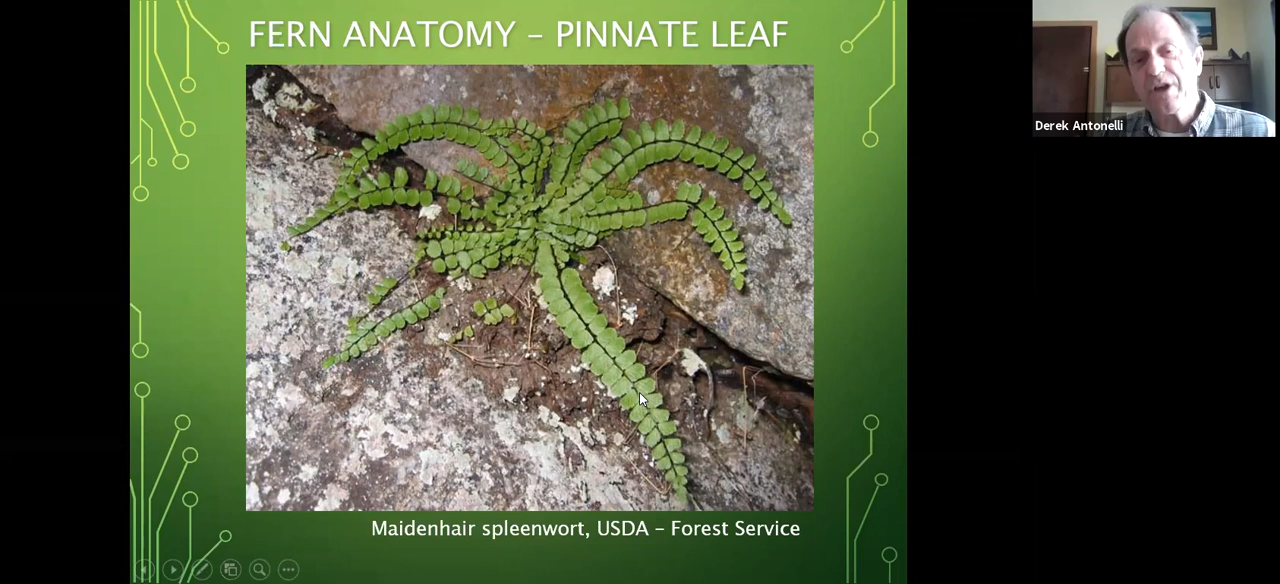 FERN ANATOMY – PINNATE LEAF
Derek Antonelli
Maidenhair spleenwort, USDA – Forest Service